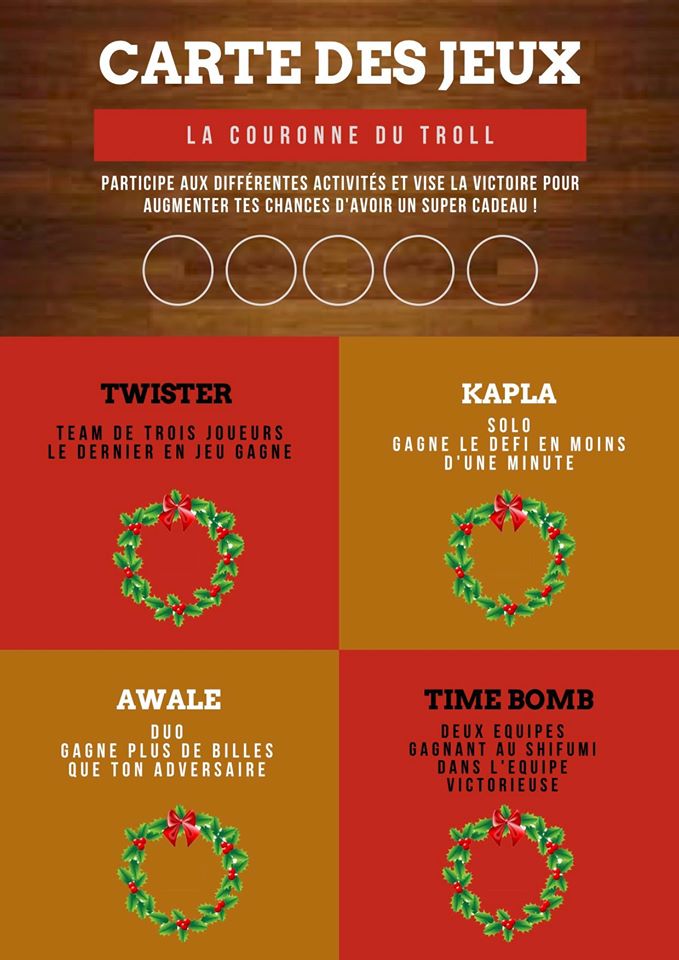 CARTE DES JEUX
LA COURONNE DU TROLL
PARTICIPE AUX DIFFÉRENTES ACTIVITÉS ET VISE LA VICTOIRE POUR
AUGMENTER TES CHANCES D'AVOIR UN SUPER CADEAU !
TWISTER
TEAM DE TROIS JOUEURS
LE DERNIER EN JEU GAGNE
KAPLA
SOLO
GAGNE LE DEFI EN MOINS
D'UNE MINUTE
AWALE
DUO
GAGNE PLUS DE BILLES
QUE TON ADVERSAIRE
TIME BOMB
DEUX EQUIPES
GAGNANT AU SHIFUMI
DANS L'EQUIPE
VICTORIEUSE